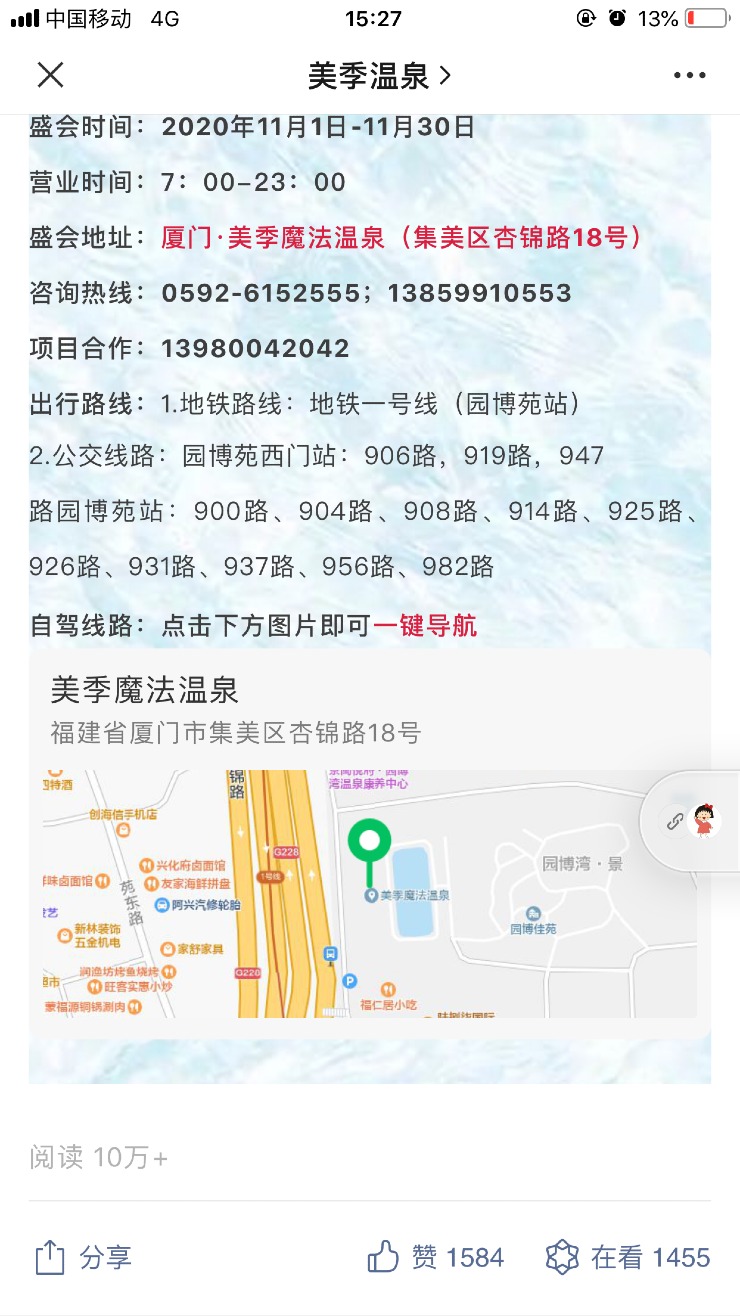 中国移动 4G 15:27 13%
美季温泉
盛会时间：2020年11月1日-11月30日
营业时间：7：00–23：00
盛会地址：厦门·美季魔法温泉（集美区杏锦路18号）
咨询热线：0592-6152555；13859910553
项目合作：13980042042
出行路线：1.地铁路线：地铁一号线（园博苑站）
2.公交线路：园博苑西门站：906路，919路，947
路园博苑站：900路、904路、908路、914路、925路、
926路、931路、937路、956路、982路
自驾线路：点击下方图片即可一键导航
美季魔法温泉
福建省厦门市集美区杏锦路18号
锦路
湾温泉康养中心
创海信手机店
G228
1号线
兴化府卤面馆
味卤面馆
友家海鲜拼盘
苑东路
阿兴汽修轮胎
美季魔法温泉
园博湾·景
园博佳苑
新林装饰
五金机电
家舒家具
润渔坊烤鱼烧烤
G228
旺客实惠小炒
蒙福源铜锅涮肉
P
福仁居小吃
阅读 10万+
分享 赞 1584 在看 1455